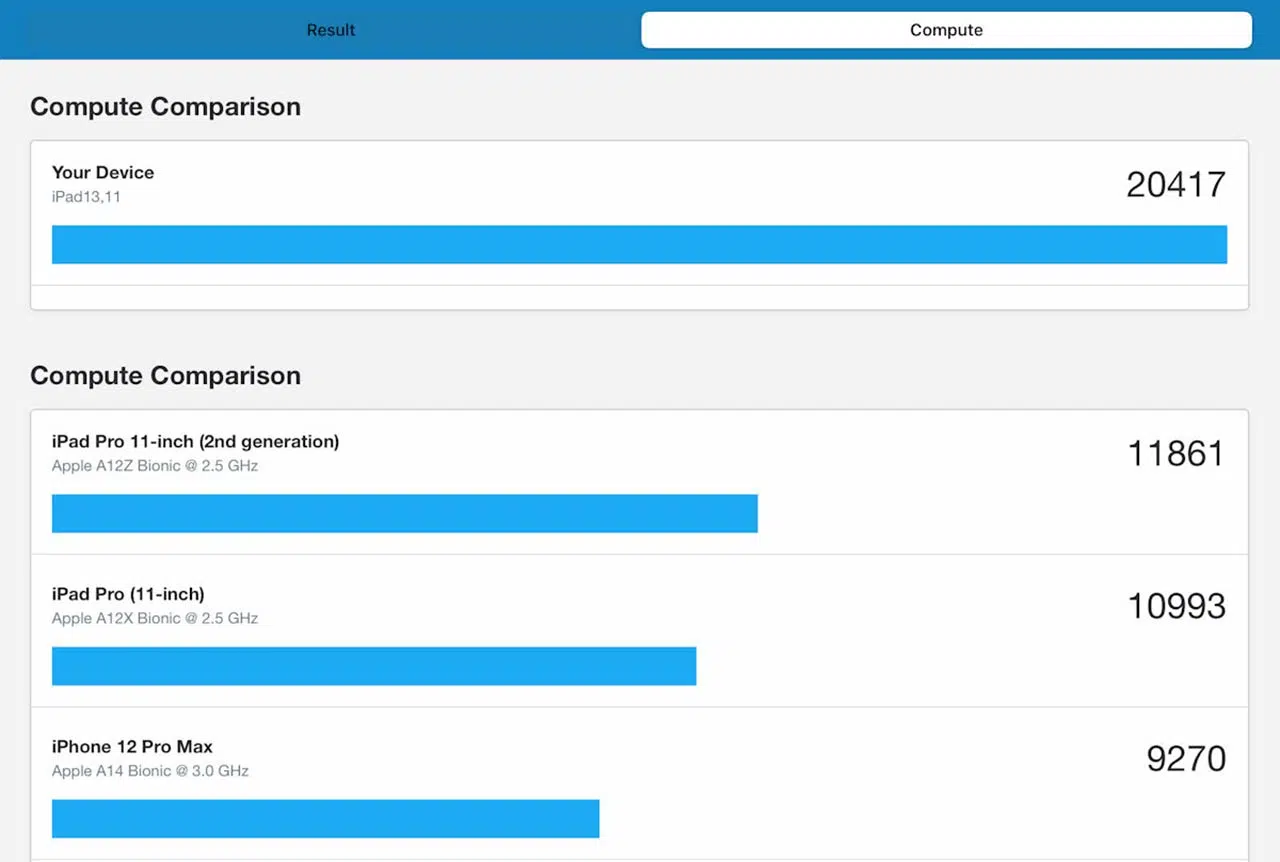 Result
Compute
Compute Comparison
Your Device
20417
iPad13,11
Compute Comparison
iPad Pro 11-inch (2nd generation)
11861
Apple A12Z Bionic @ 2.5 GHz
iPad Pro (11-inch)
10993
Apple A12X Bionic @ 2.5 GHz
iPhone 12 Pro Max
9270
Apple A14 Bionic @ 3.0 GHz